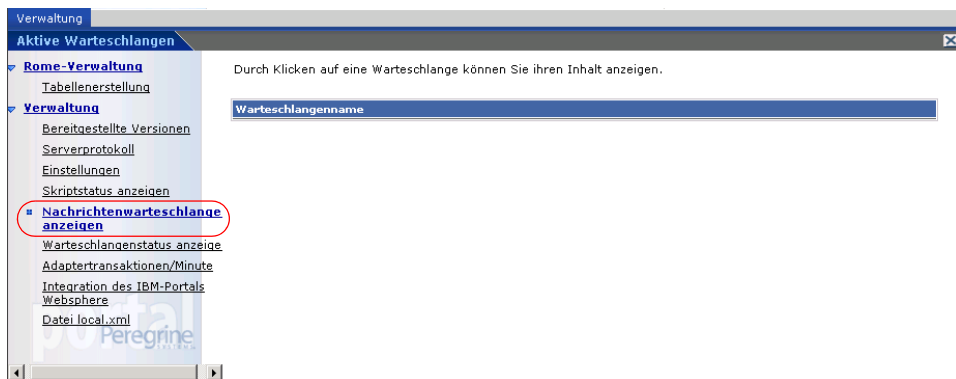 Verwaltung
Aktive Warteschlangen
Rome-Verwaltung
Tabellenerstellung
Verwaltung
Bereitgestellte Versionen
Serverprotokoll
Einstellungen
Skriptstatus anzeigen
Nachrichtenwarteschlange
anzeigen
Warteschlangenstatus anzeige
Adaptertransaktionen/Minute
Integration des IBM-Portals
Websphere
Datei local.xml
portal
Peregrine
SYSTEMS
Durch Klicken auf eine Warteschlange können Sie ihren Inhalt anzeigen.
Warteschlangenname